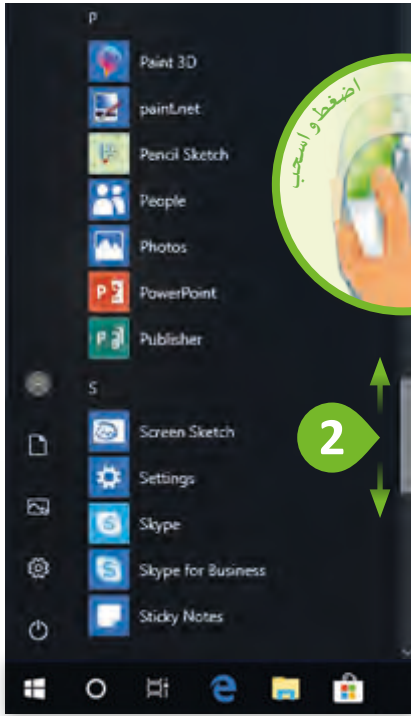 P
Paint 3D
paint.net
Pencil Sketch
People
Photos
PowerPoint
Publisher
S
Screen Sketch
Settings
Skype
Skype for Business
Sticky Notes
اضغط واسحب
2